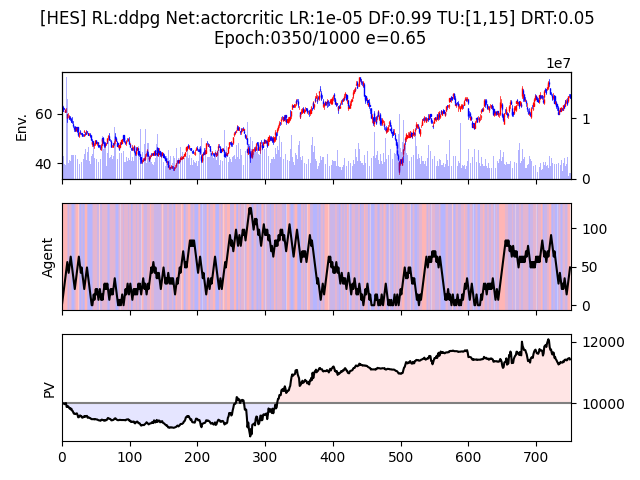 [HES] RL:ddpg Net:actorcritic LR:1e-05 DF:0.99 TU:[1,15] DRT:0.05
Epoch:0350/1000 e=0.65
1e7
Env.
60
40
1
0
Agent
100
50
0
PV
12000
10000
0 100 200 300 400 500 600 700